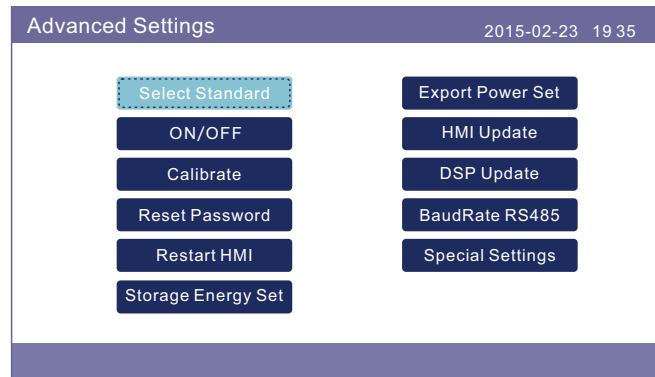 Advanced Settings
2015-02-23 19 35
Select Standard
ON/OFF
Calibrate
Reset Password
Restart HMI
Storage Energy Set
Export Power Set
HMI Update
DSP Update
BaudRate RS485
Special Settings